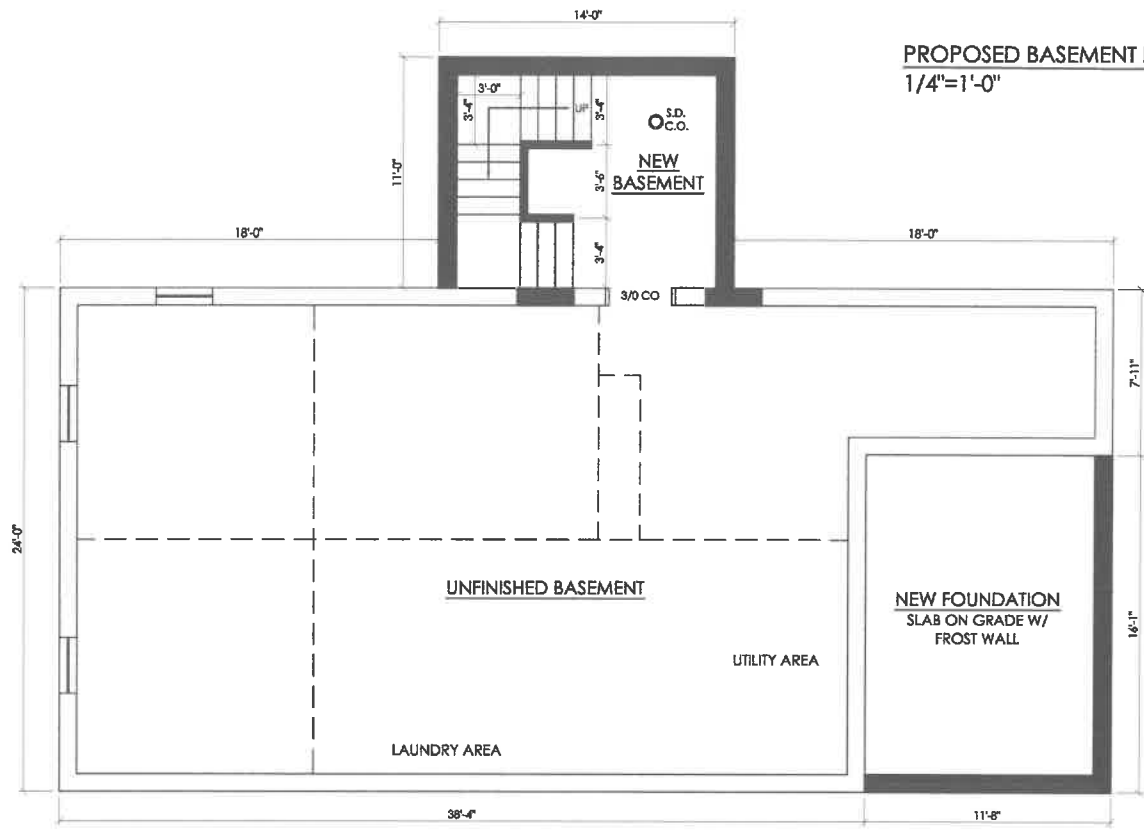 14'-0"
PROPOSED BASEMENT
1/4"=1'-0"
3'-0"
3'-4"
UP
3'-4"
S.D.
C.O.
11'-0"
NEW
BASEMENT
3'-6"
18'-0"
3'-4"
18'-0"
3/0 CO
7'-11"
24'-0"
UNFINISHED BASEMENT
NEW FOUNDATION
SLAB ON GRADE W/
FROST WALL
16'-1"
UTILITY AREA
LAUNDRY AREA
38'-4"
11'-8"